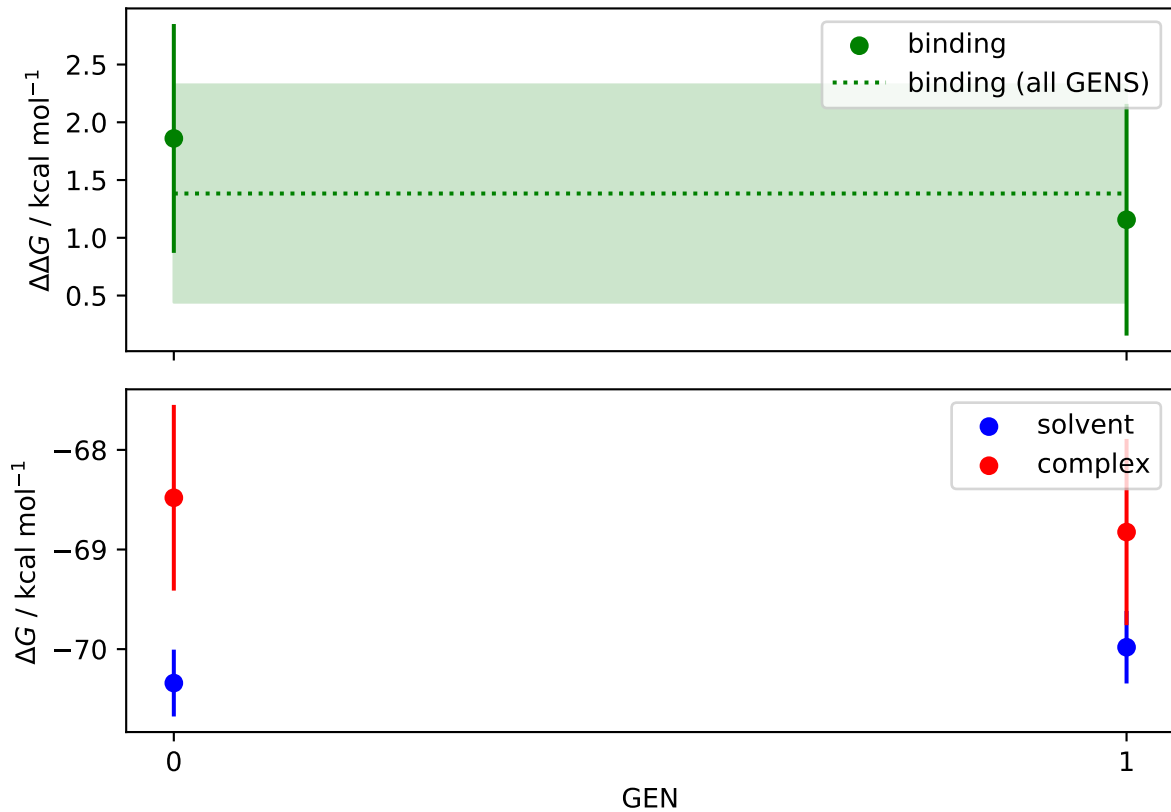 2.5
2.0
1.5
1.0
0.5
ΔΔG / kcal mol⁻¹
binding
binding (all GENS)
−68
−69
−70
ΔG / kcal mol⁻¹
solvent
complex
0
1
GEN